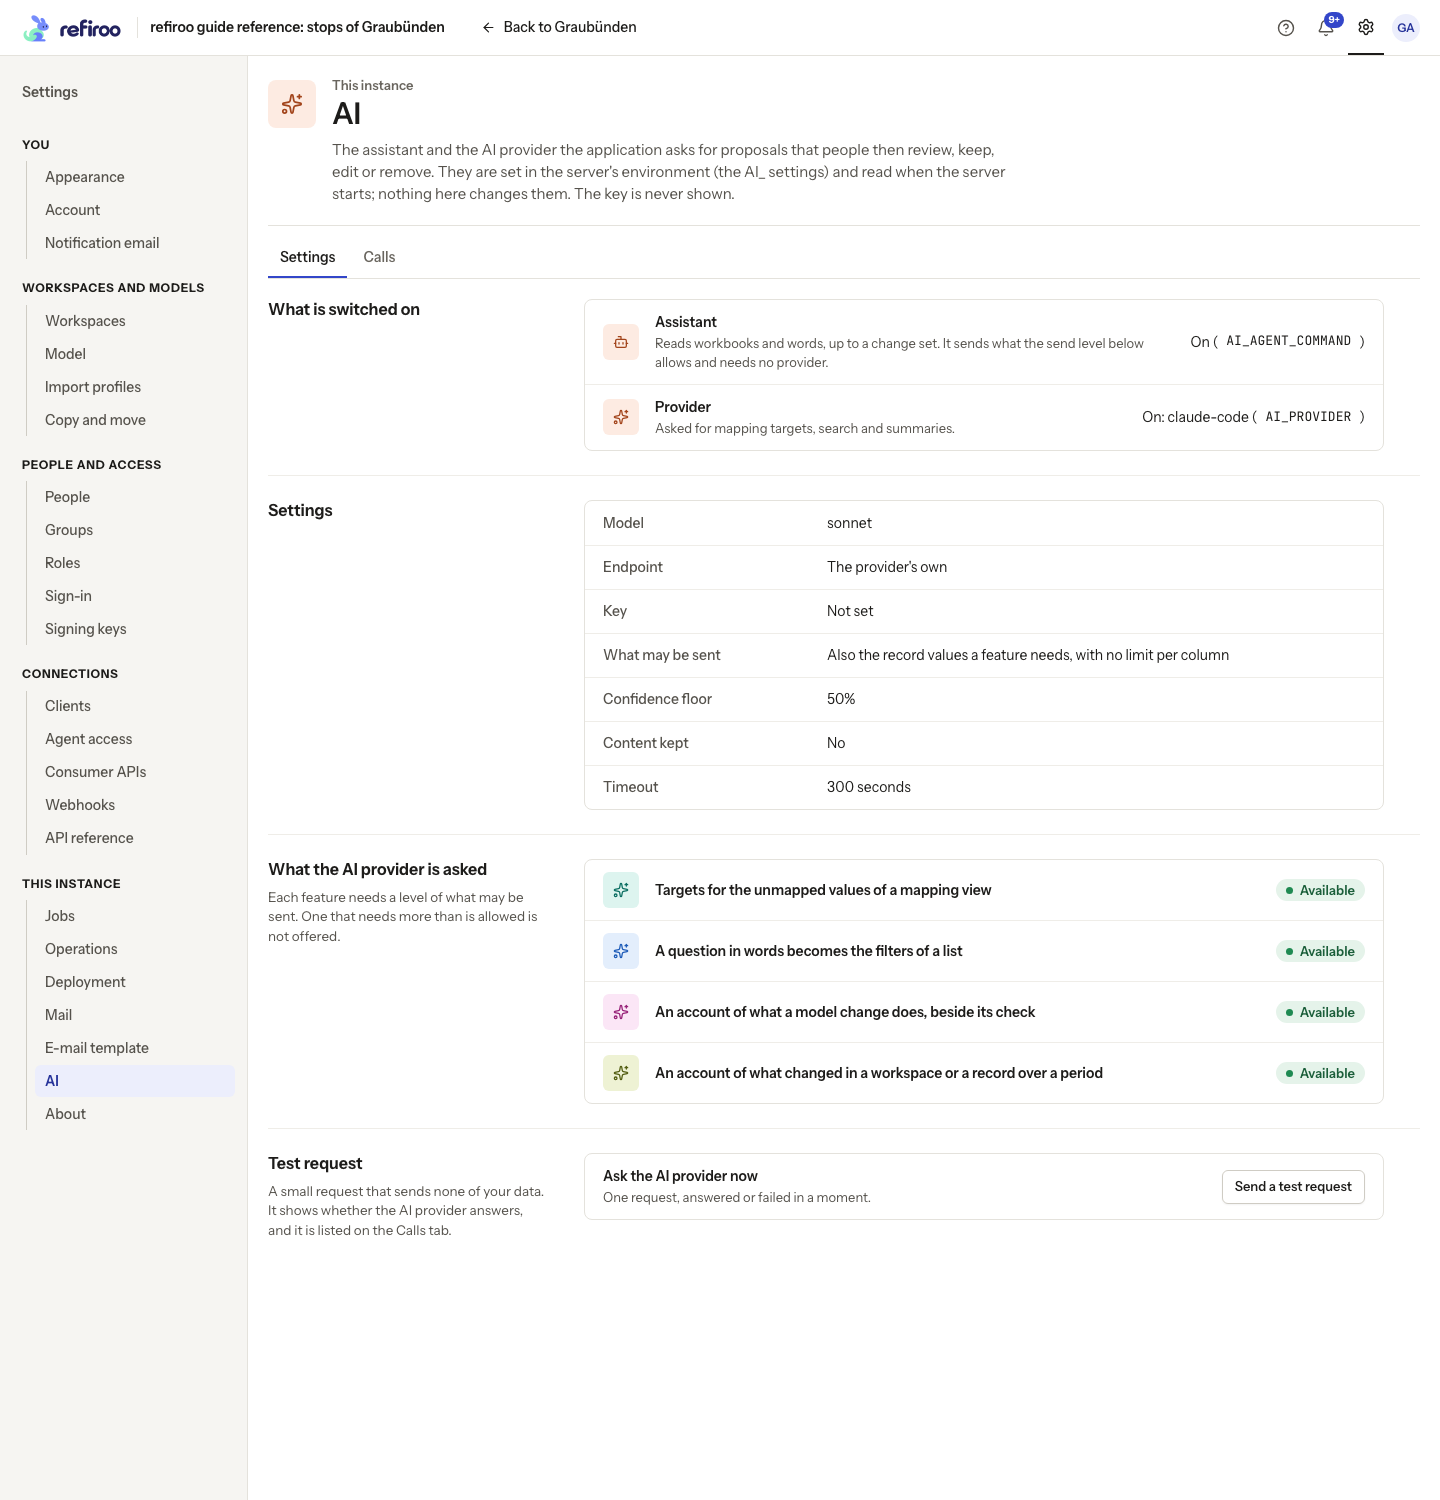 refiroo
refiroo guide reference: stops of Graubünden
← Back to Graubünden
9+
GA
Settings
YOU
Appearance
Account
Notification email
WORKSPACES AND MODELS
Workspaces
Model
Import profiles
Copy and move
PEOPLE AND ACCESS
People
Groups
Roles
Sign-in
Signing keys
CONNECTIONS
Clients
Agent access
Consumer APIs
Webhooks
API reference
THIS INSTANCE
Jobs
Operations
Deployment
Mail
E-mail template
AI
About
This instance
AI
The assistant and the AI provider the application asks for proposals that people then review, keep,
edit or remove. They are set in the server's environment (the AI_ settings) and read when the server
starts; nothing here changes them. The key is never shown.
Settings
Calls
What is switched on
Assistant
Reads workbooks and words, up to a change set. It sends what the send level below
allows and needs no provider.
On ( AI_AGENT_COMMAND )
Provider
Asked for mapping targets, search and summaries.
On: claude-code ( AI_PROVIDER )
Settings
Model sonnet
Endpoint The provider's own
Key Not set
What may be sent Also the record values a feature needs, with no limit per column
Confidence floor 50%
Content kept No
Timeout 300 seconds
What the AI provider is asked
Each feature needs a level of what may be
sent. One that needs more than is allowed is
not offered.
Targets for the unmapped values of a mapping view Available
A question in words becomes the filters of a list Available
An account of what a model change does, beside its check Available
An account of what changed in a workspace or a record over a period Available
Test request
A small request that sends none of your data.
It shows whether the AI provider answers,
and it is listed on the Calls tab.
Ask the AI provider now
One request, answered or failed in a moment.
Send a test request